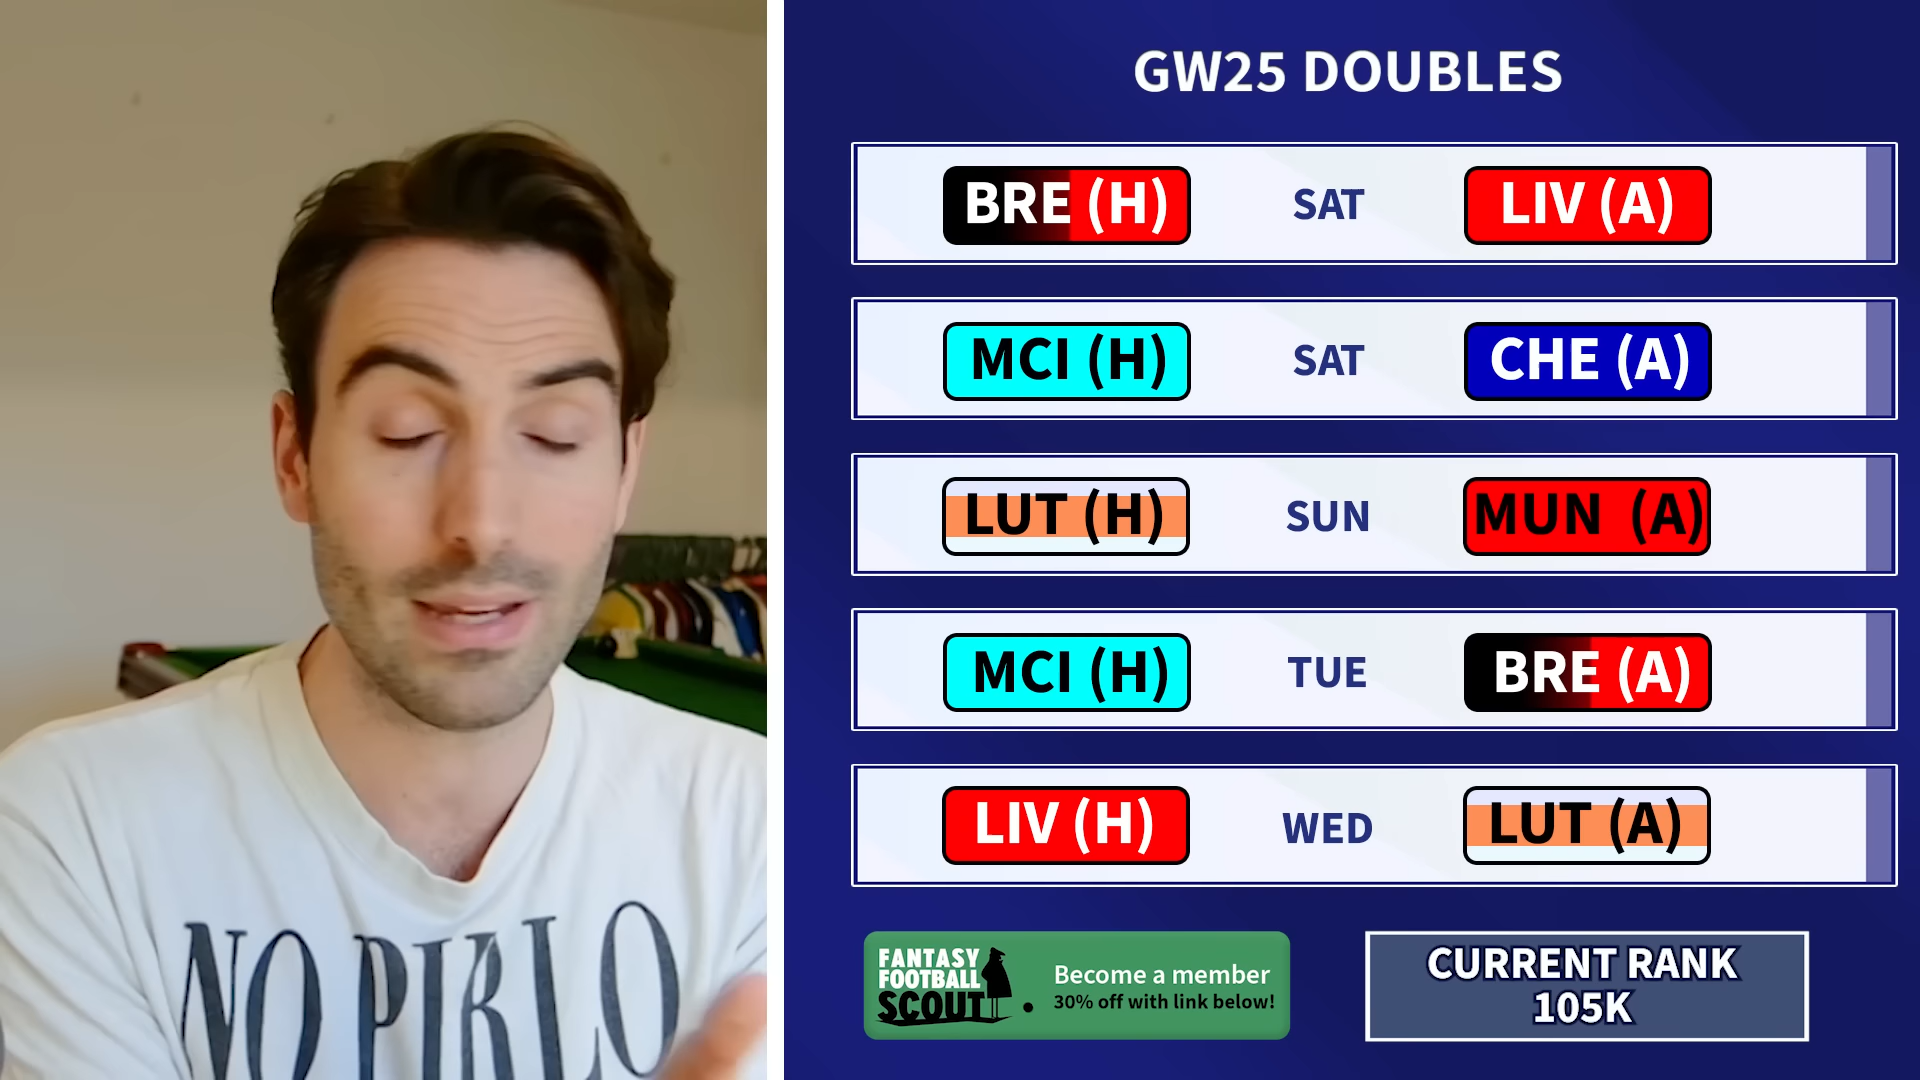 GW25 DOUBLES
BRE (H) SAT LIV (A)
MCI (H) SAT CHE (A)
LUT (H) SUN MUN (A)
MCI (H) TUE BRE (A)
LIV (H) WED LUT (A)
FANTASY
FOOTBALL
SCOUT
Become a member
30% off with link below!
CURRENT RANK
105K
NO PIRLO